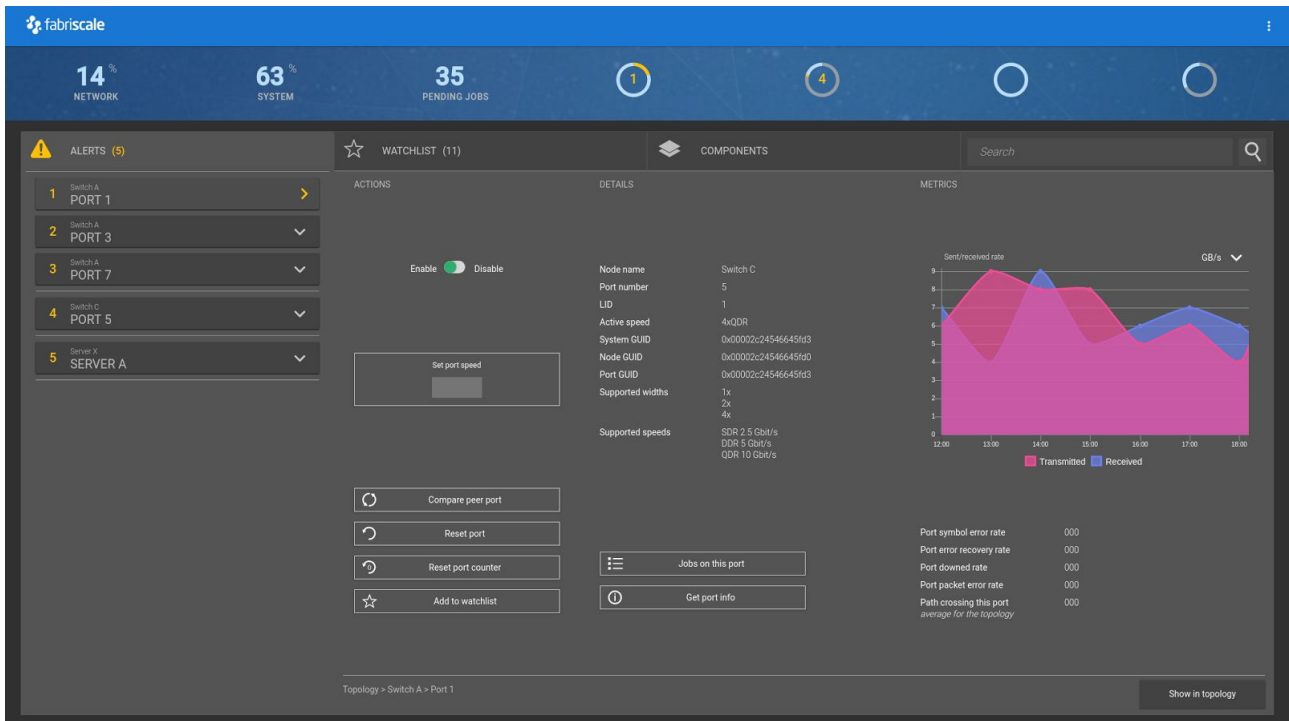 fabriscale
14 %
NETWORK
63 %
SYSTEM
35
PENDING JOBS
1
4
ALERTS (5)
WATCHLIST (11)
COMPONENTS
Search
1 Switch A
PORT 1
2 Switch A
PORT 3
3 Switch A
PORT 7
4 Switch C
PORT 5
5 Server X
SERVER A
ACTIONS
Enable Disable
Set port speed
Compare peer port
Reset port
0 Reset port counter
Add to watchlist
DETAILS
Node name Switch C
Port number 5
LID 1
Active speed 4xQDR
System GUID 0x00002c24546645fd3
Node GUID 0x00002c24546645fd0
Port GUID 0x00002c24546645fd3
Supported widths 1x
2x
4x
Supported speeds SDR 2.5 Gbit/s
DDR 5 Gbit/s
QDR 10 Gbit/s
Jobs on this port
Get port info
METRICS
Sent/received rate GB/s
9
8
7
6
5
4
3
2
1
0
12:00 13:00 14:00 15:00 16:00 17:00 18:00
Transmitted Received
Port symbol error rate 000
Port error recovery rate 000
Port downed rate 000
Port packet error rate 000
Path crossing this port 000
average for the topology
Topology > Switch A > Port 1
Show in topology